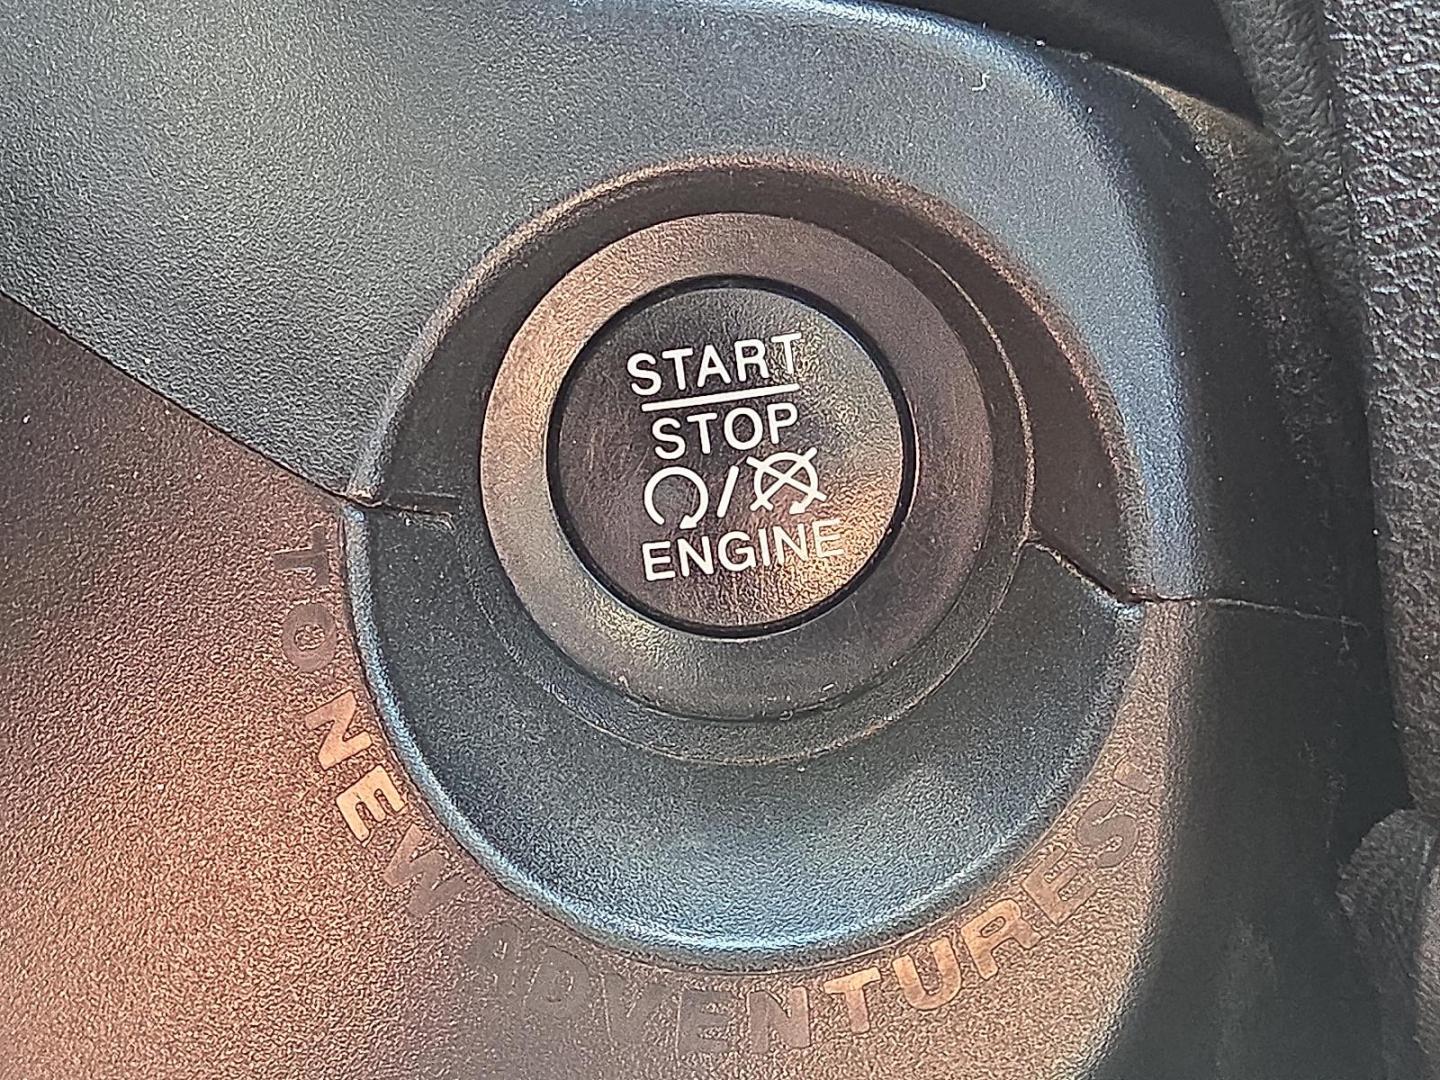 START
STOP
/
ENGINE
TO NEW ADVENTURES!